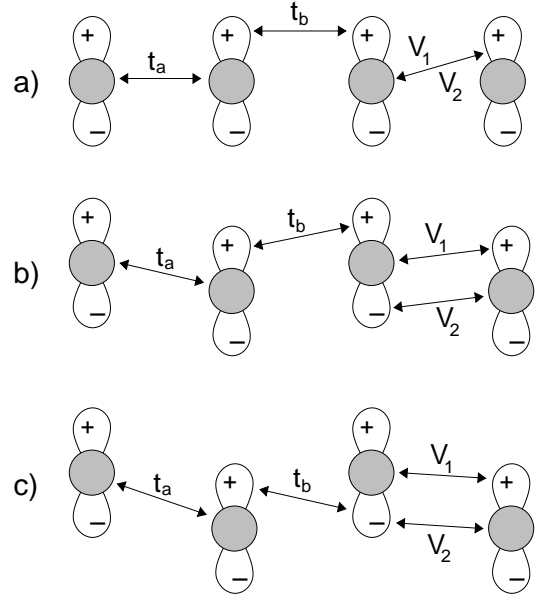 a) + − t_a + − t_b + − V_1 V_2 + −
b) + − t_a + − t_b + − V_1 V_2 + −
c) + − t_a + − t_b + − V_1 V_2 + −